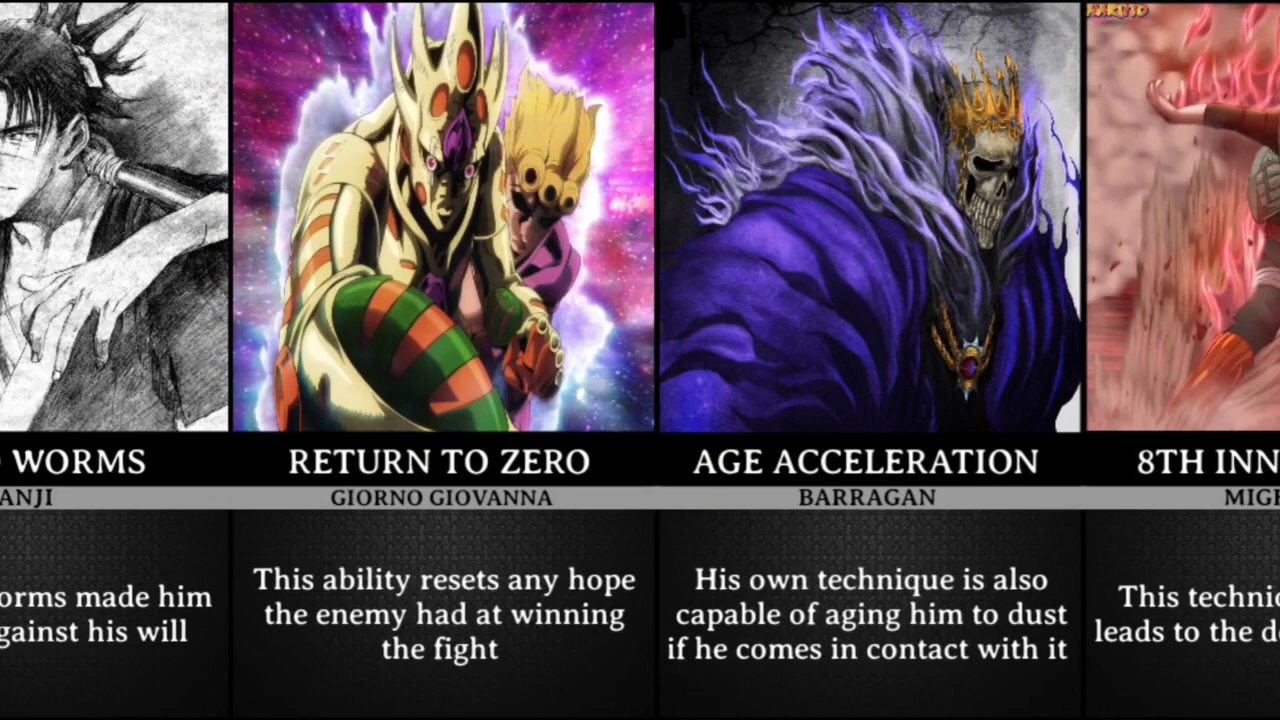 NARUTO
WORMS
ANJI
orms made him
gainst his will
RETURN TO ZERO
GIORNO GIOVANNA
This ability resets any hope
the enemy had at winning
the fight
AGE ACCELERATION
BARRAGAN
His own technique is also
capable of aging him to dust
if he comes in contact with it
8TH INN
MIGH
This techni
leads to the d